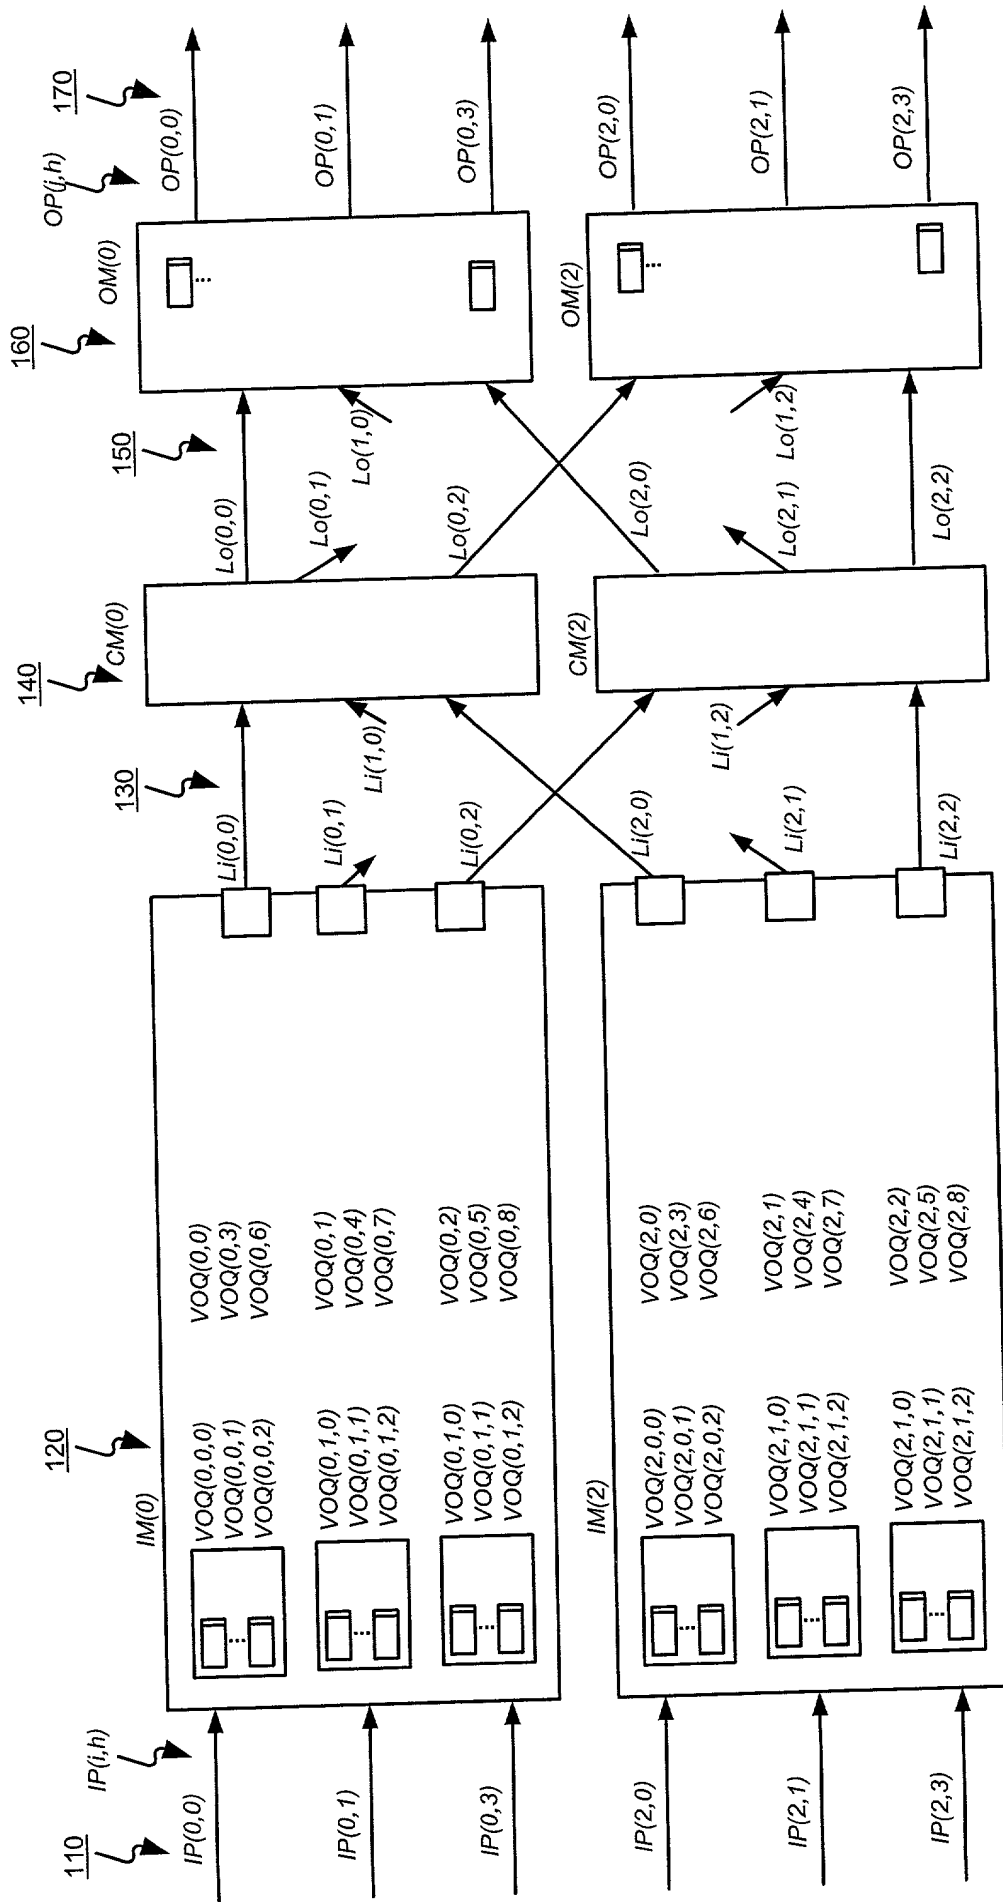 110
IP(i,h)
IP(0,0)
IP(0,1)
IP(0,3)
IP(2,0)
IP(2,1)
IP(2,3)
120
IM(0)
VOQ(0,0,0)
VOQ(0,0,1)
VOQ(0,0,2)
VOQ(0,1,0)
VOQ(0,1,1)
VOQ(0,1,2)
VOQ(0,1,0)
VOQ(0,1,1)
VOQ(0,1,2)
VOQ(0,0)
VOQ(0,3)
VOQ(0,6)
VOQ(0,1)
VOQ(0,4)
VOQ(0,7)
VOQ(0,2)
VOQ(0,5)
VOQ(0,8)
IM(2)
VOQ(2,0,0)
VOQ(2,0,1)
VOQ(2,0,2)
VOQ(2,1,0)
VOQ(2,1,1)
VOQ(2,1,2)
VOQ(2,1,0)
VOQ(2,1,1)
VOQ(2,1,2)
VOQ(2,0)
VOQ(2,3)
VOQ(2,6)
VOQ(2,1)
VOQ(2,4)
VOQ(2,7)
VOQ(2,2)
VOQ(2,5)
VOQ(2,8)
130
Li(0,0)
Li(0,1)
Li(0,2)
Li(1,0)
Li(2,0)
Li(2,1)
Li(2,2)
Li(1,2)
140
CM(0)
CM(2)
150
Lo(0,0)
Lo(0,1)
Lo(0,2)
Lo(1,0)
Lo(2,0)
Lo(2,1)
Lo(2,2)
Lo(1,2)
160
OM(0)
OM(2)
170
OP(j,h)
OP(0,0)
OP(0,1)
OP(0,3)
OP(2,0)
OP(2,1)
OP(2,3)